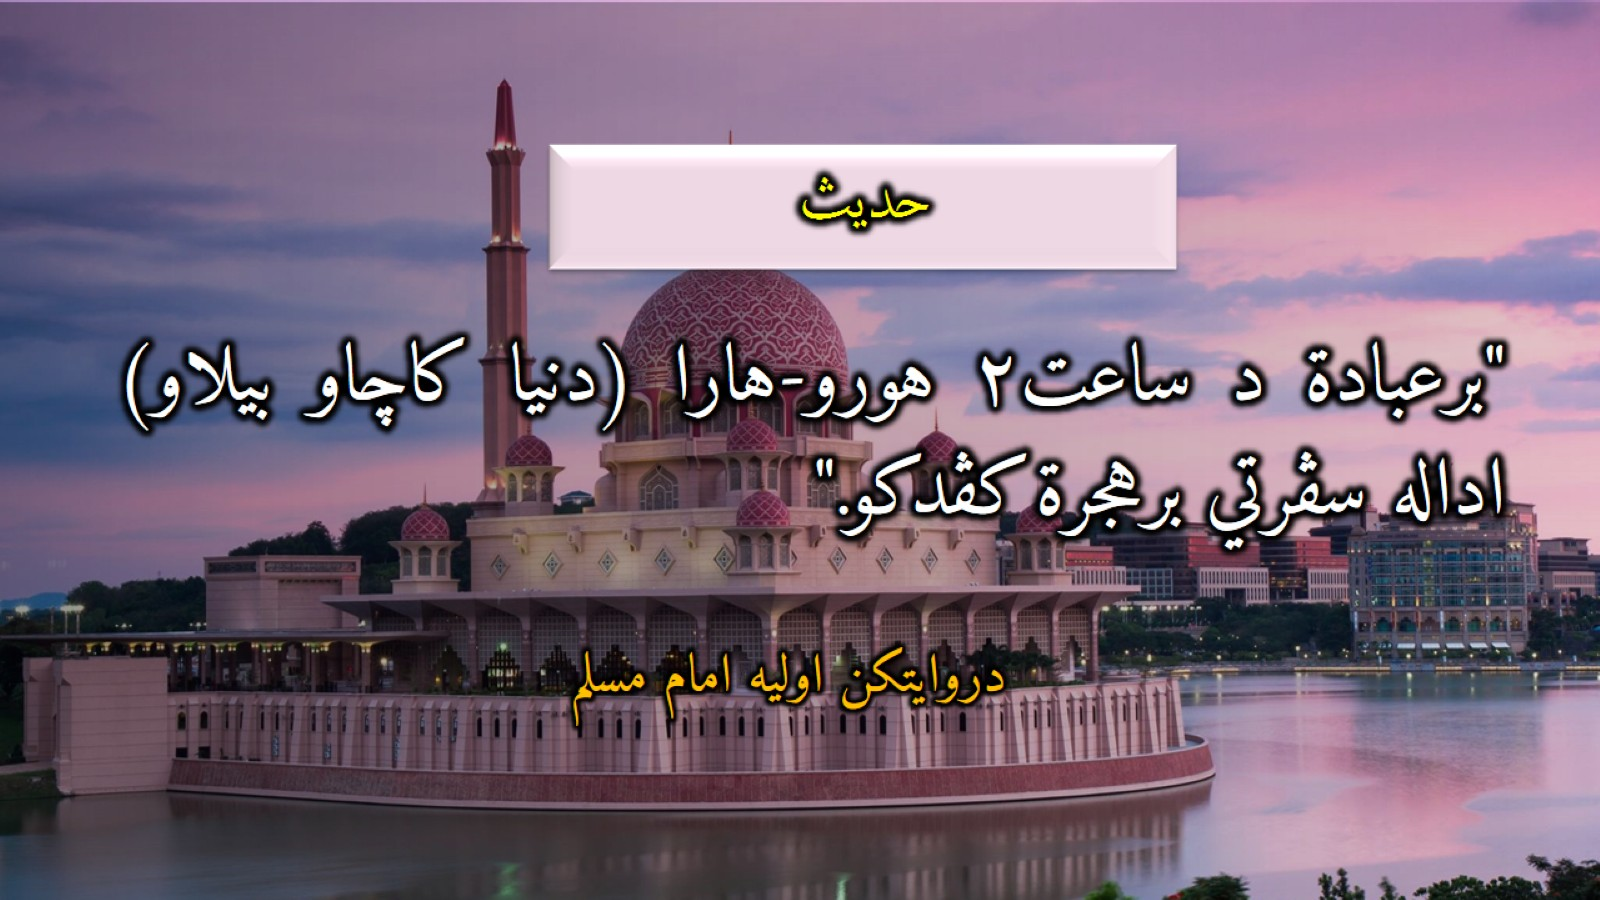 حديث
"برعبادة د ساعت٢ هورو-هارا (دنيا كاچاو بيلاو)
اداله سڤرتي برهجرة كڤدكو."
دروايتكن اوليه امام مسلم